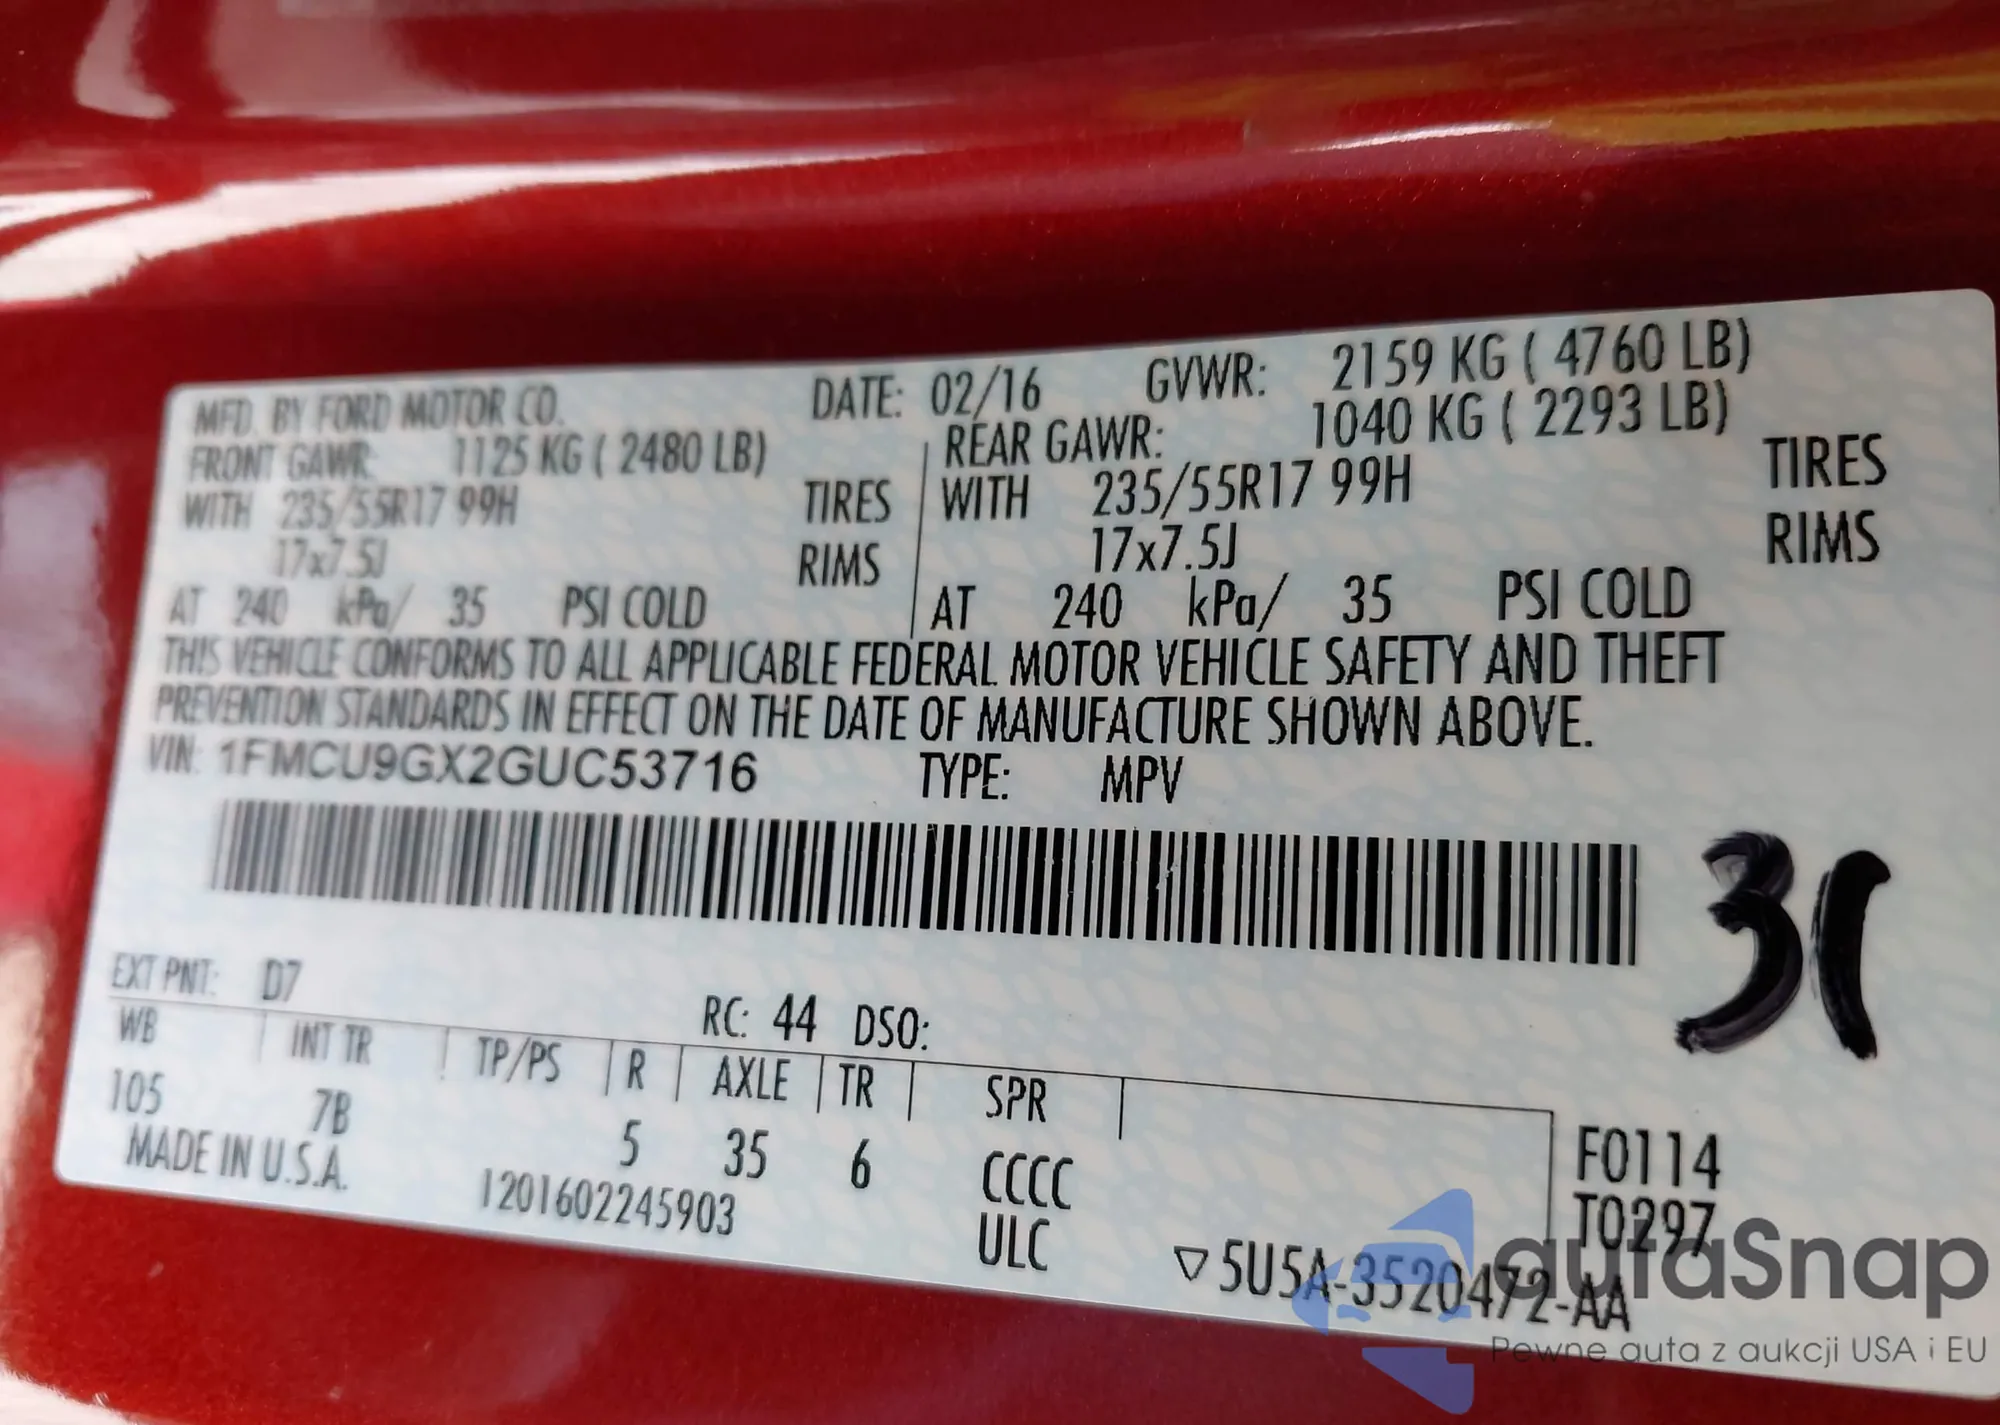 MFD. BY FORD MOTOR CO. DATE: 02/16 GVWR: 2159 KG ( 4760 LB)
FRONT GAWR: 1125 KG ( 2480 LB) REAR GAWR: 1040 KG ( 2293 LB)
WITH 235/55R17 99H TIRES WITH 235/55R17 99H TIRES
17x7.5J RIMS 17x7.5J RIMS
AT 240 kPa/ 35 PSI COLD AT 240 kPa/ 35 PSI COLD
THIS VEHICLE CONFORMS TO ALL APPLICABLE FEDERAL MOTOR VEHICLE SAFETY AND THEFT
PREVENTION STANDARDS IN EFFECT ON THE DATE OF MANUFACTURE SHOWN ABOVE.
VIN: 1FMCU9GX2GUC53716 TYPE: MPV
31
EXT PNT: D7 RC: 44 DSO:
WB INT TR TP/PS R AXLE TR SPR
105 7B 5 35 6 CCCC F0114
MADE IN U.S.A. 1201602245903 ULC T0297
▽5U5A-3520472-AA
autaSnap
Pewne auta z aukcji USA i EU